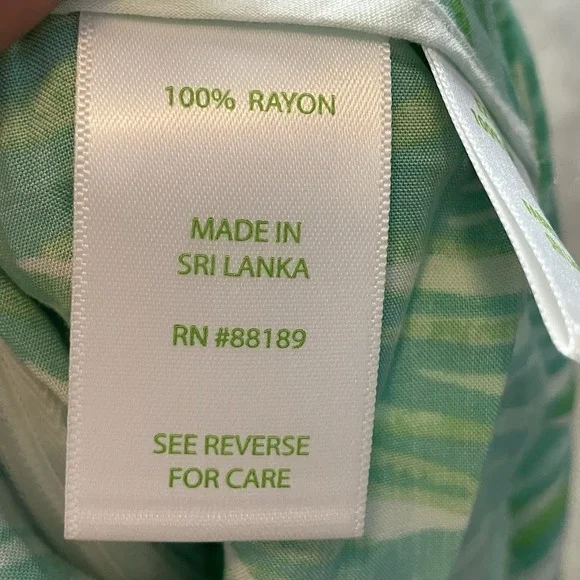 100% RAYON
MADE IN
SRI LANKA
RN #88189
SEE REVERSE
FOR CARE